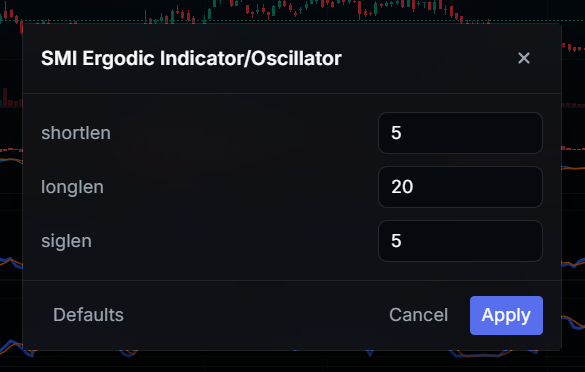 SMI Ergodic Indicator/Oscillator ×
shortlen 5
longlen 20
siglen 5
Defaults Cancel Apply